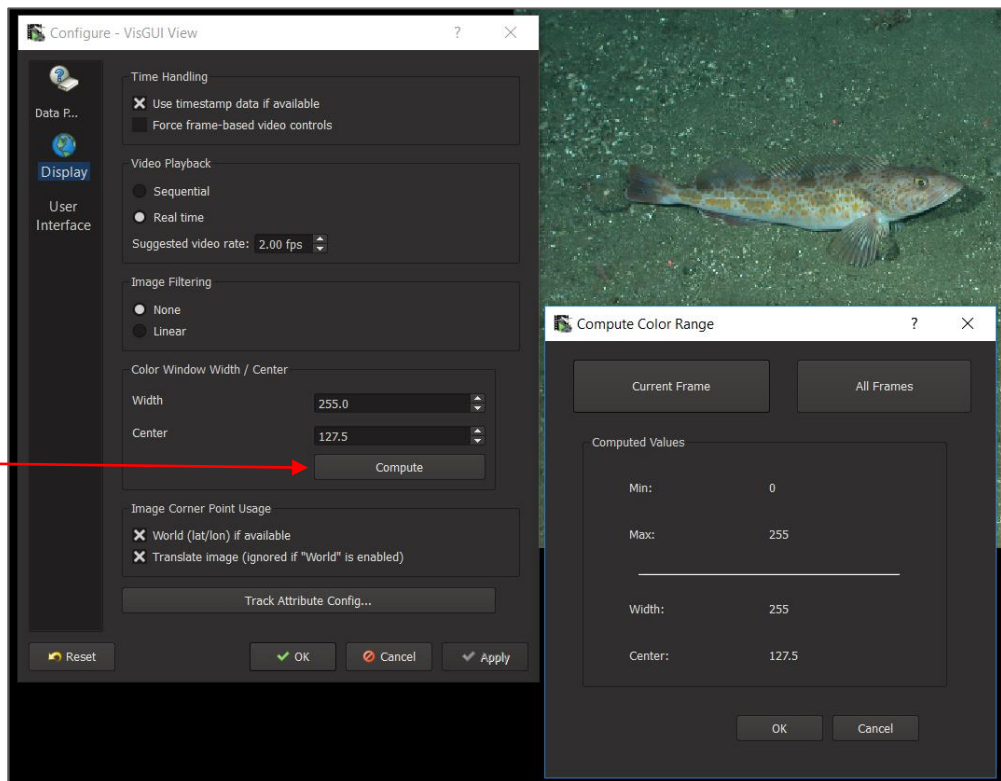 Configure - VisGUI View
?
Data P...
Display
User
Interface
Time Handling
Use timestamp data if available
Force frame-based video controls
Video Playback
Sequential
Real time
Suggested video rate: 2.00 fps
Image Filtering
None
Linear
Color Window Width / Center
Width 255.0
Center 127.5
Compute
Image Corner Point Usage
World (lat/lon) if available
Translate image (ignored if "World" is enabled)
Track Attribute Config...
Reset OK Cancel Apply
Compute Color Range ?
Current Frame All Frames
Computed Values
Min: 0
Max: 255
Width: 255
Center: 127.5
OK Cancel